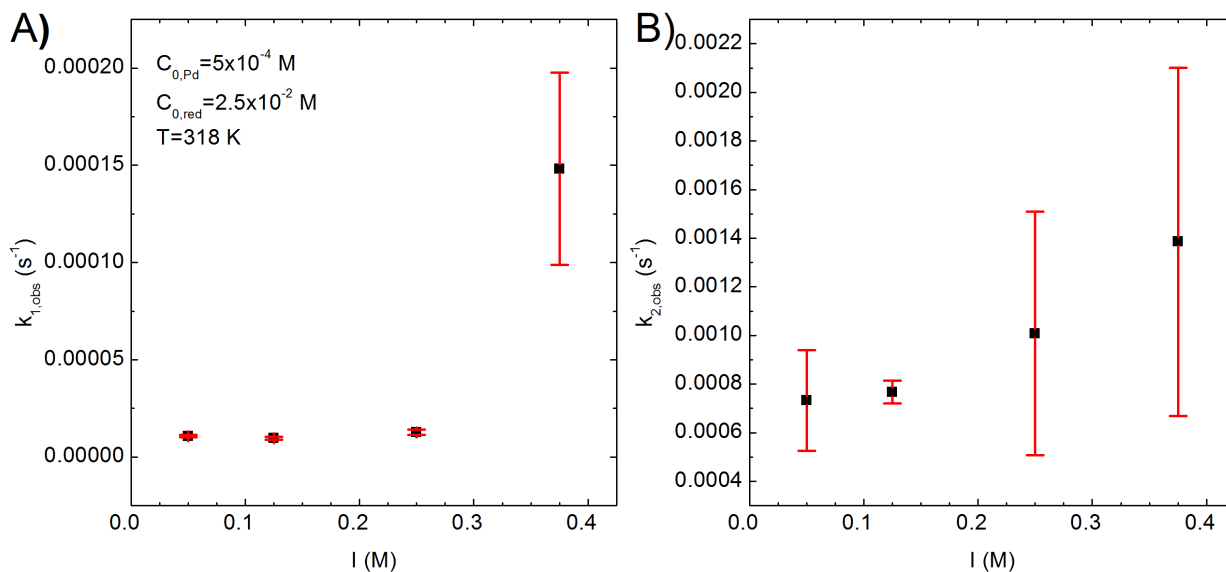 A)
C0,Pd=5x10-4 M
C0,red=2.5x10-2 M
T=318 K
0.00020
0.00015
0.00010
0.00005
0.00000
k1,obs (s-1)
0.0 0.1 0.2 0.3 0.4
I (M)
B)
0.0022
0.0020
0.0018
0.0016
0.0014
0.0012
0.0010
0.0008
0.0006
0.0004
k2,obs (s-1)
0.0 0.1 0.2 0.3 0.4
I (M)